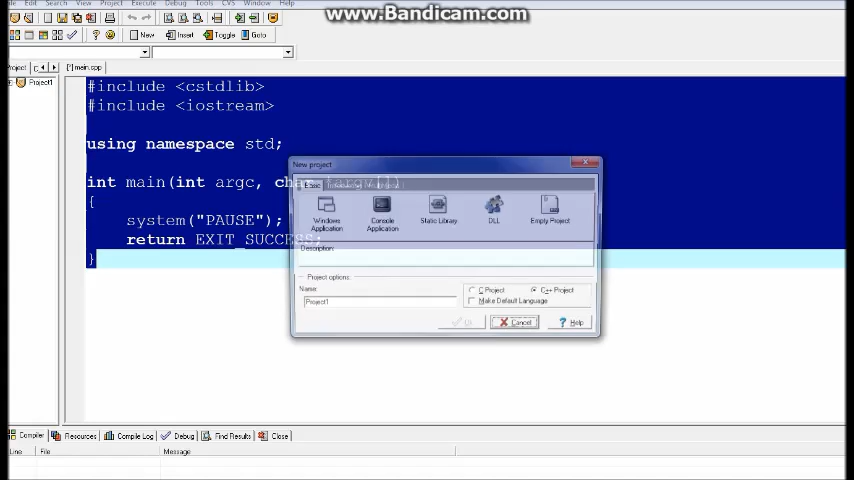 www.Bandicam.com
Search View Project Execute Debug Tools CVS Window Help
New Insert Toggle Goto
Project
[*] main.cpp
Project1
#include <cstdlib>
#include <iostream>
using namespace std;
int main(int argc, char *argv[])
{
system("PAUSE");
return EXIT_SUCCESS;
}
New project
Basic
Windows Application
Console Application
Static Library
DLL
Empty Project
Description:
Project options:
Name:
Project1
C Project
C++ Project
Make Default Language
Cancel
Help
Compiler Resources Compile Log Debug Find Results Close
Line File Message